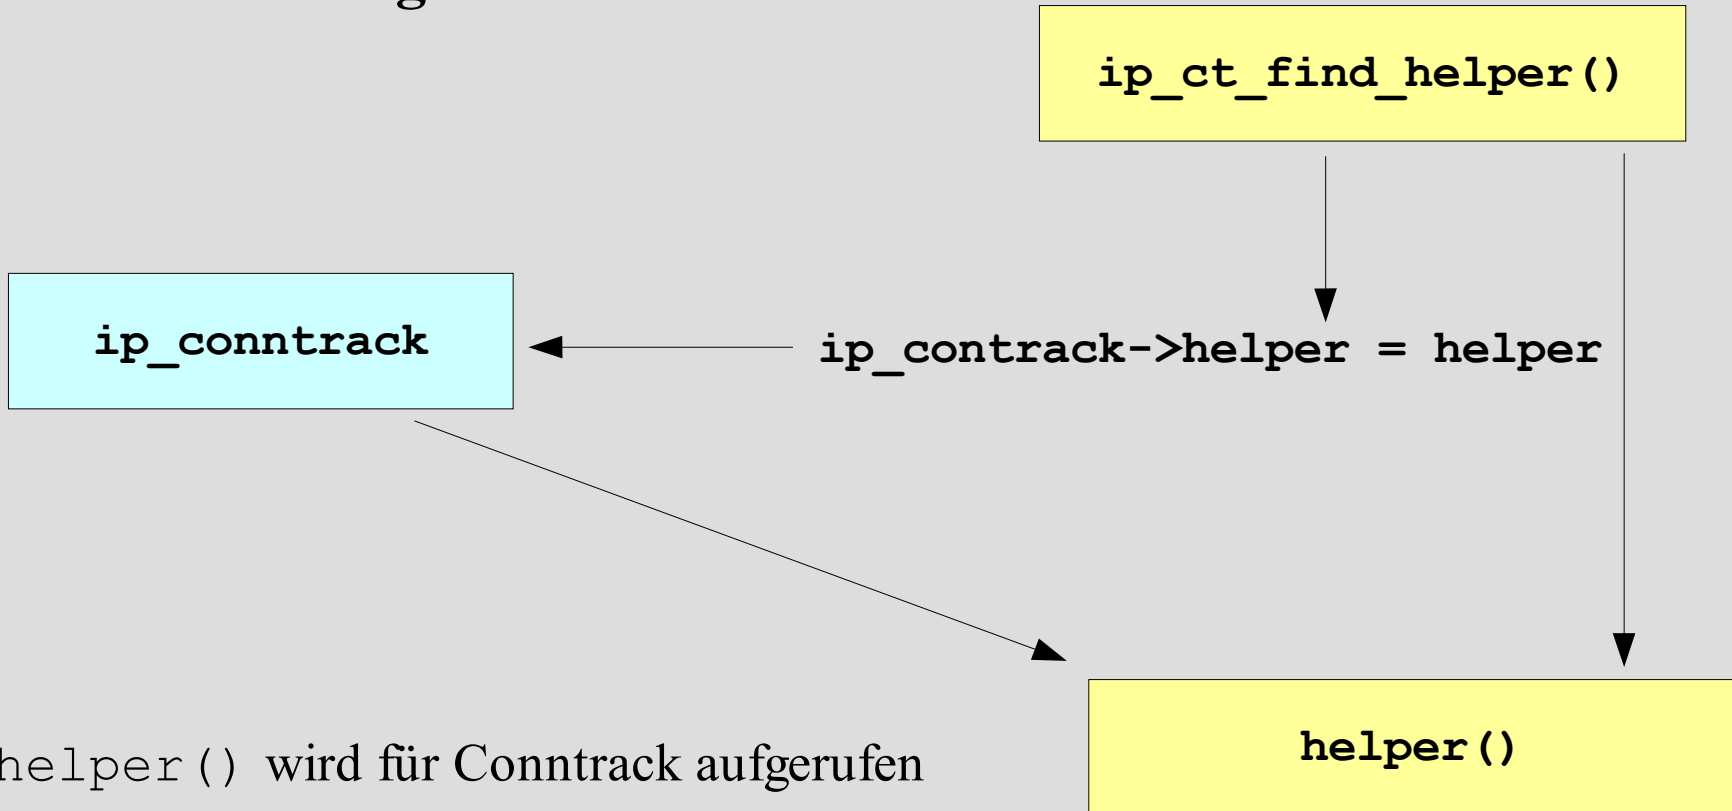 ip_ct_find_helper()
ip_conntrack
ip_contrack->helper = helper
helper() wird für Conntrack aufgerufen
helper()